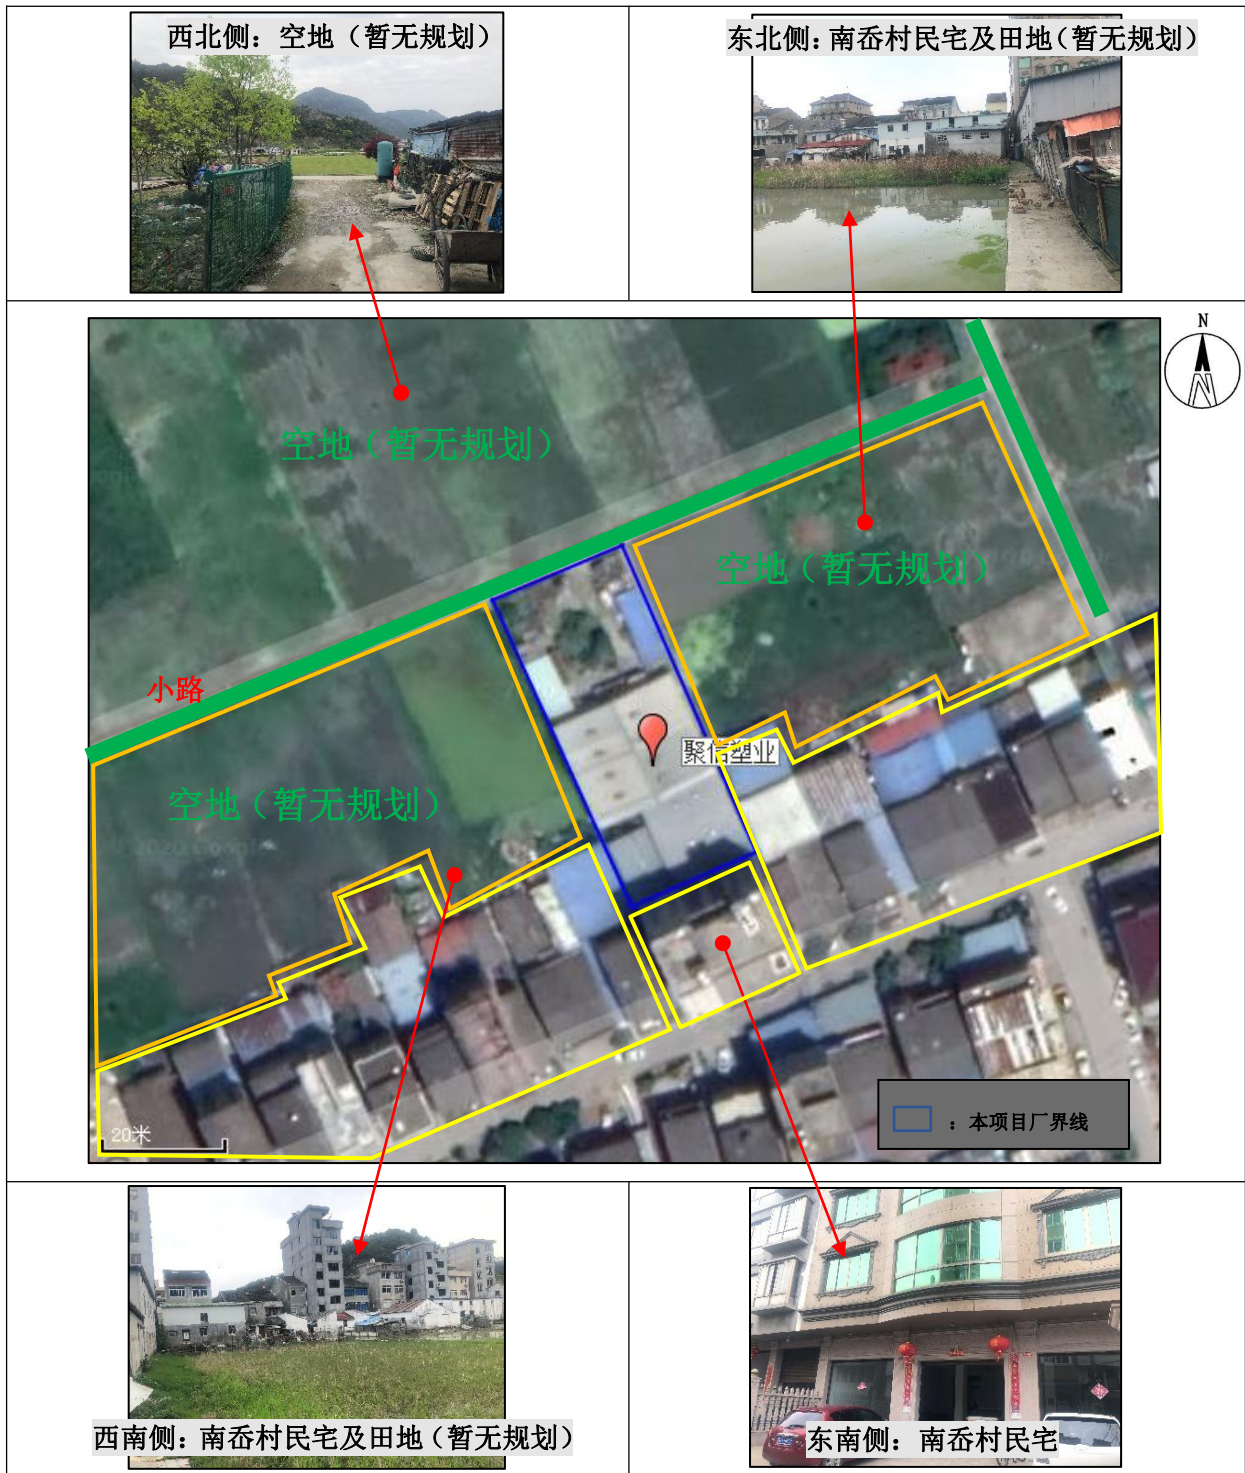 西北侧：空地（暂无规划）
东北侧：南岙村民宅及田地（暂无规划）
N
空地（暂无规划）
空地（暂无规划）
小路
聚信塑业
空地（暂无规划）
：本项目厂界线
20米
西南侧：南岙村民宅及田地（暂无规划）
东南侧：南岙村民宅